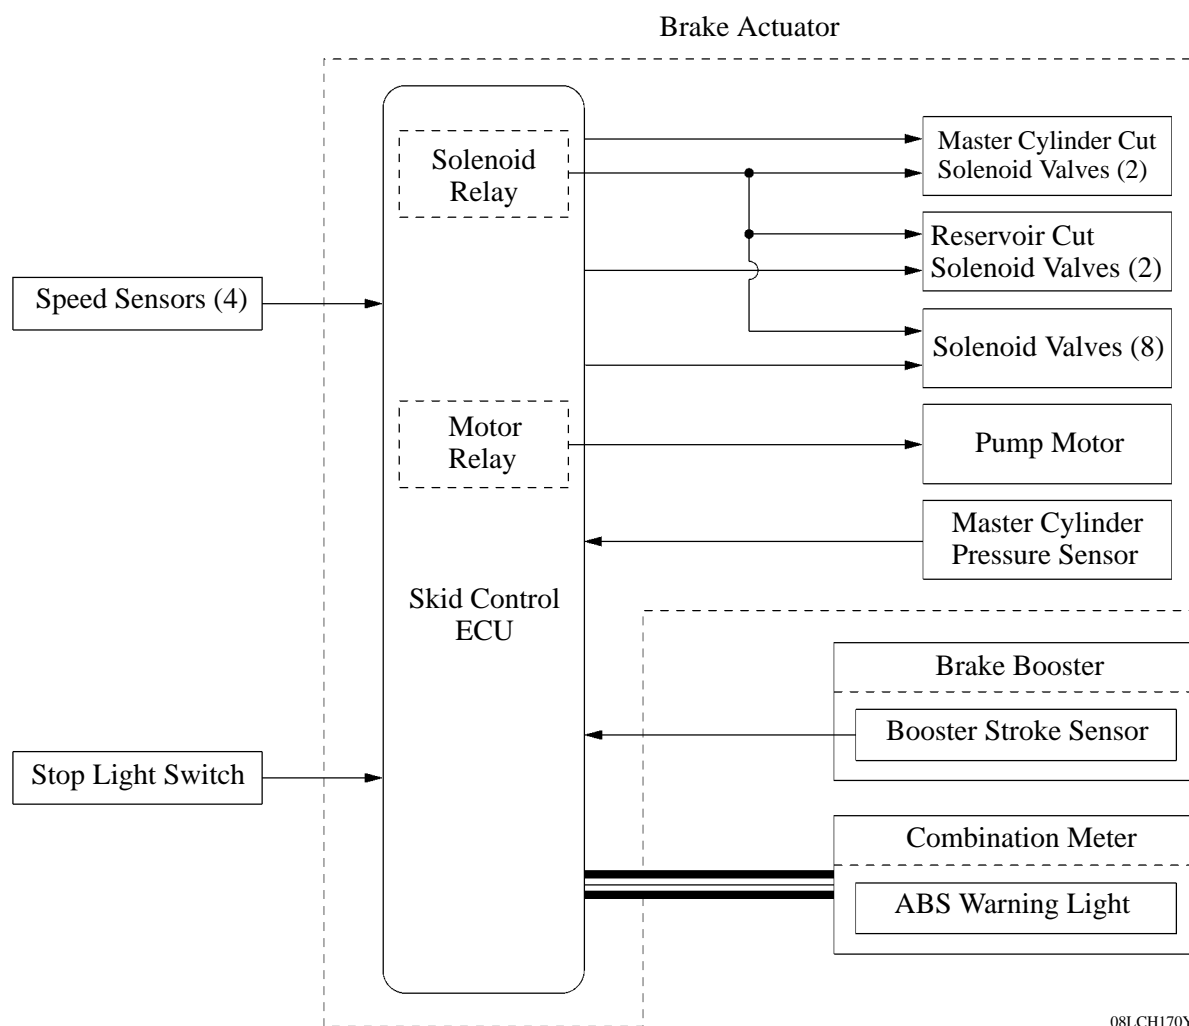 Brake Actuator
Solenoid
Relay
Master Cylinder Cut
Solenoid Valves (2)
Reservoir Cut
Solenoid Valves (2)
Speed Sensors (4)
Solenoid Valves (8)
Motor
Relay
Pump Motor
Master Cylinder
Pressure Sensor
Skid Control
ECU
Brake Booster
Booster Stroke Sensor
Stop Light Switch
Combination Meter
ABS Warning Light
08LCH170Y